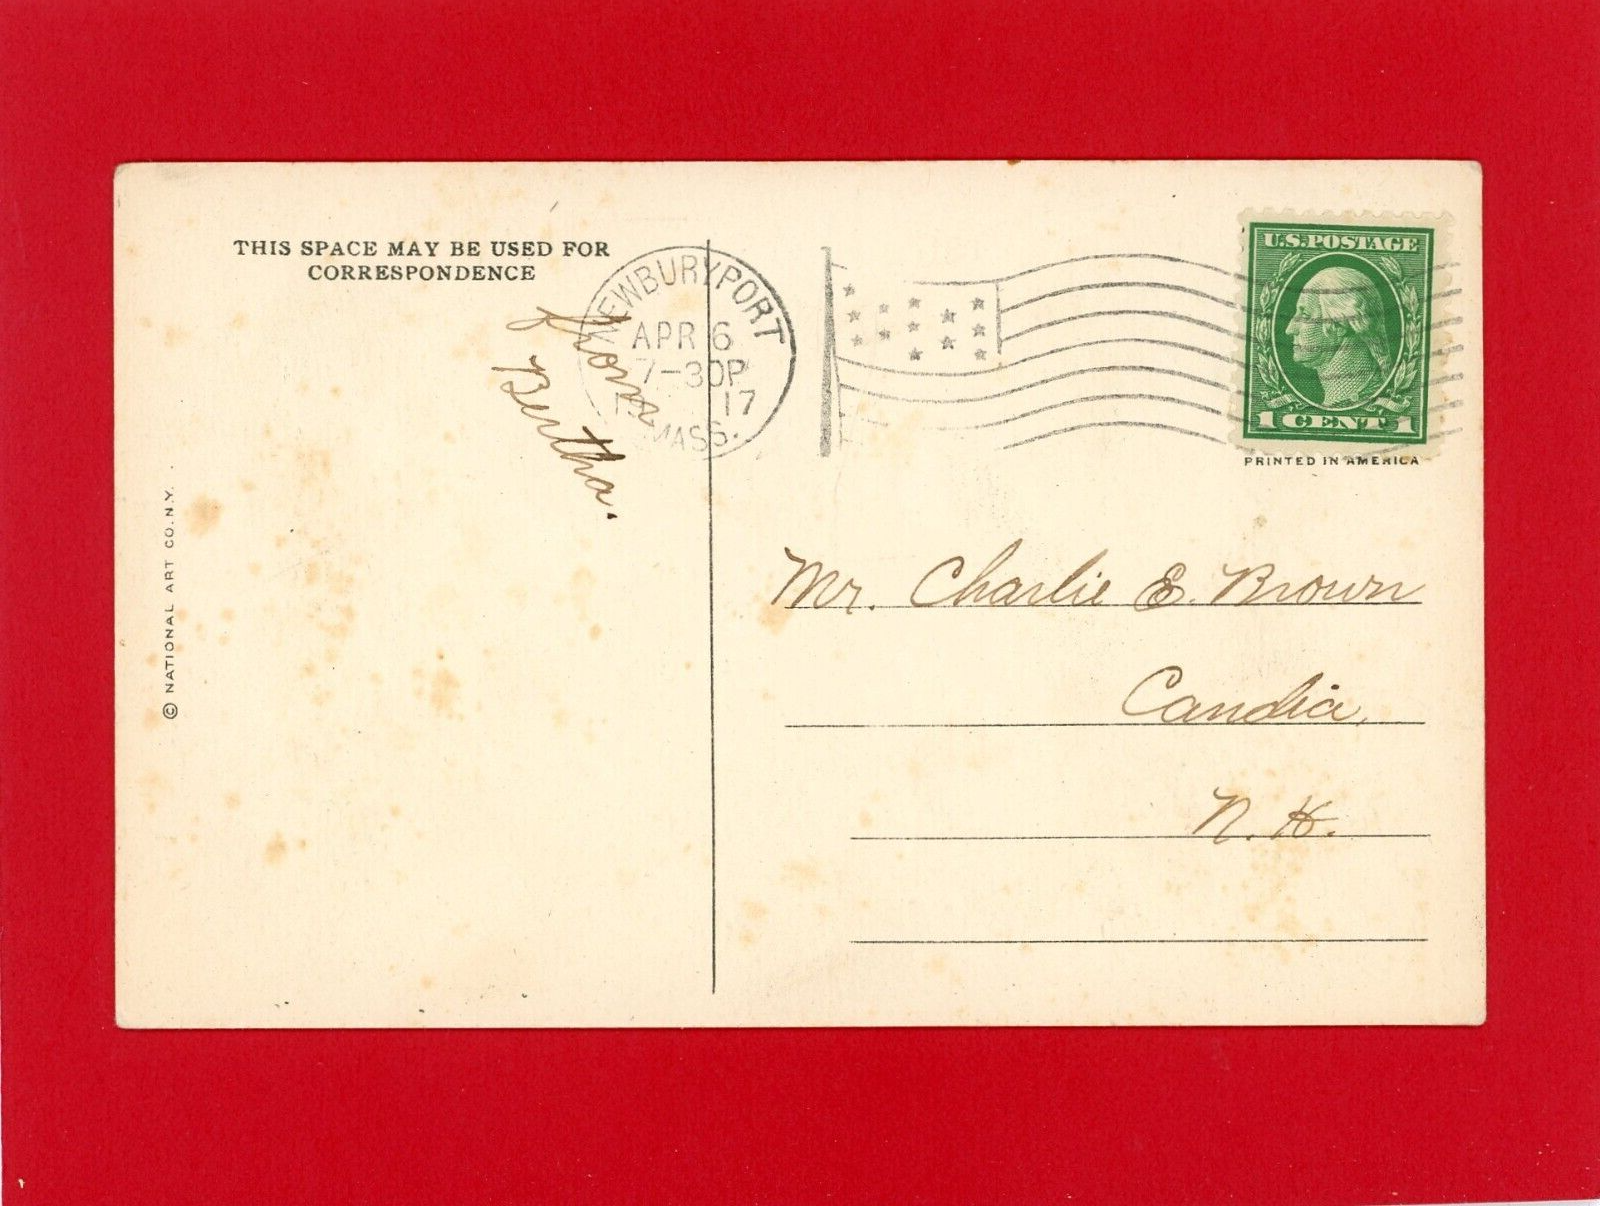 THIS SPACE MAY BE USED FOR
CORRESPONDENCE
from
Bertha.
© NATIONAL ART CO. N.Y.
NEWBURYPORT
APR 6
7-30P
17
MASS.
U.S. POSTAGE
1 CENT 1
PRINTED IN AMERICA
Mr. Charlie E. Brown
Candia,
N. H.